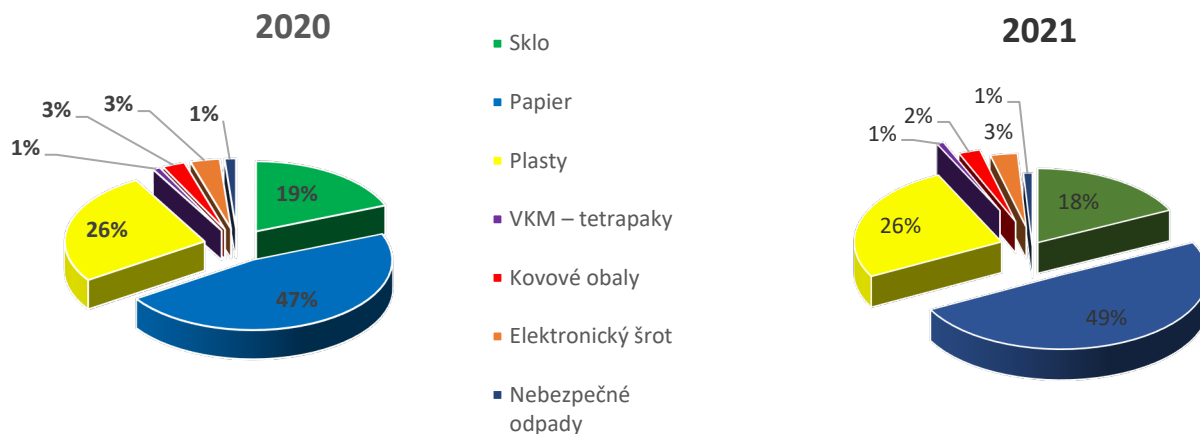 2020
3%
3%
1%
1%
19%
26%
47%
Sklo
Papier
Plasty
VKM – tetrapaky
Kovové obaly
Elektronický šrot
Nebezpečné
odpady
2021
1%
2%
3%
1%
18%
26%
49%